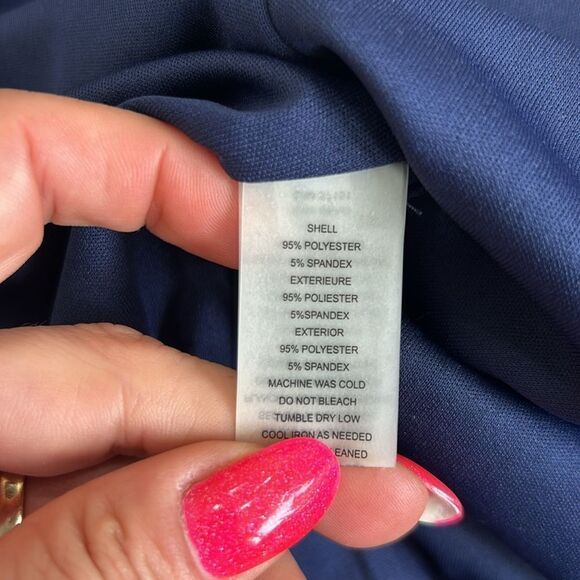 SHELL
95% POLYESTER
5% SPANDEX
EXTERIEURE
95% POLIESTER
5%SPANDEX
EXTERIOR
95% POLYESTER
5% SPANDEX
MACHINE WAS COLD
DO NOT BLEACH
TUMBLE DRY LOW
COOL IRON AS NEEDED